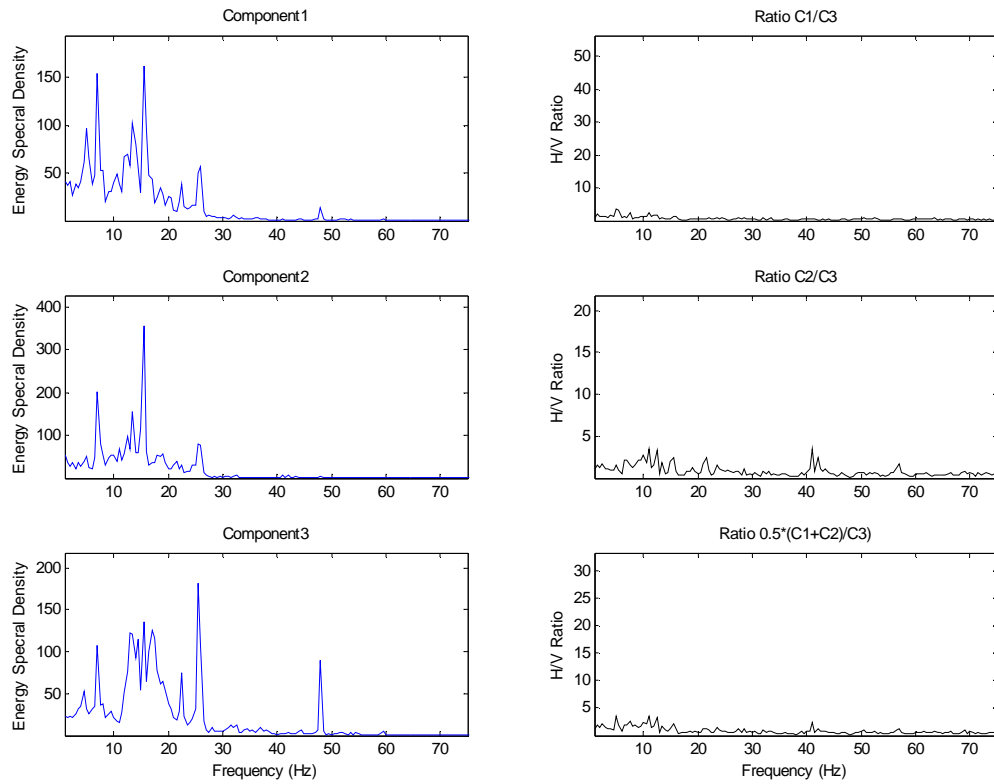 Component1
Energy Specral Density
150
100
50
10 20 30 40 50 60 70
Ratio C1/C3
H/V Ratio
50
40
30
20
10
10 20 30 40 50 60 70
Component2
Energy Specral Density
400
300
200
100
10 20 30 40 50 60 70
Ratio C2/C3
H/V Ratio
20
15
10
5
10 20 30 40 50 60 70
Component3
Energy Specral Density
200
150
100
50
10 20 30 40 50 60 70
Frequency (Hz)
Ratio 0.5*(C1+C2)/C3)
H/V Ratio
30
25
20
15
10
5
10 20 30 40 50 60 70
Frequency (Hz)